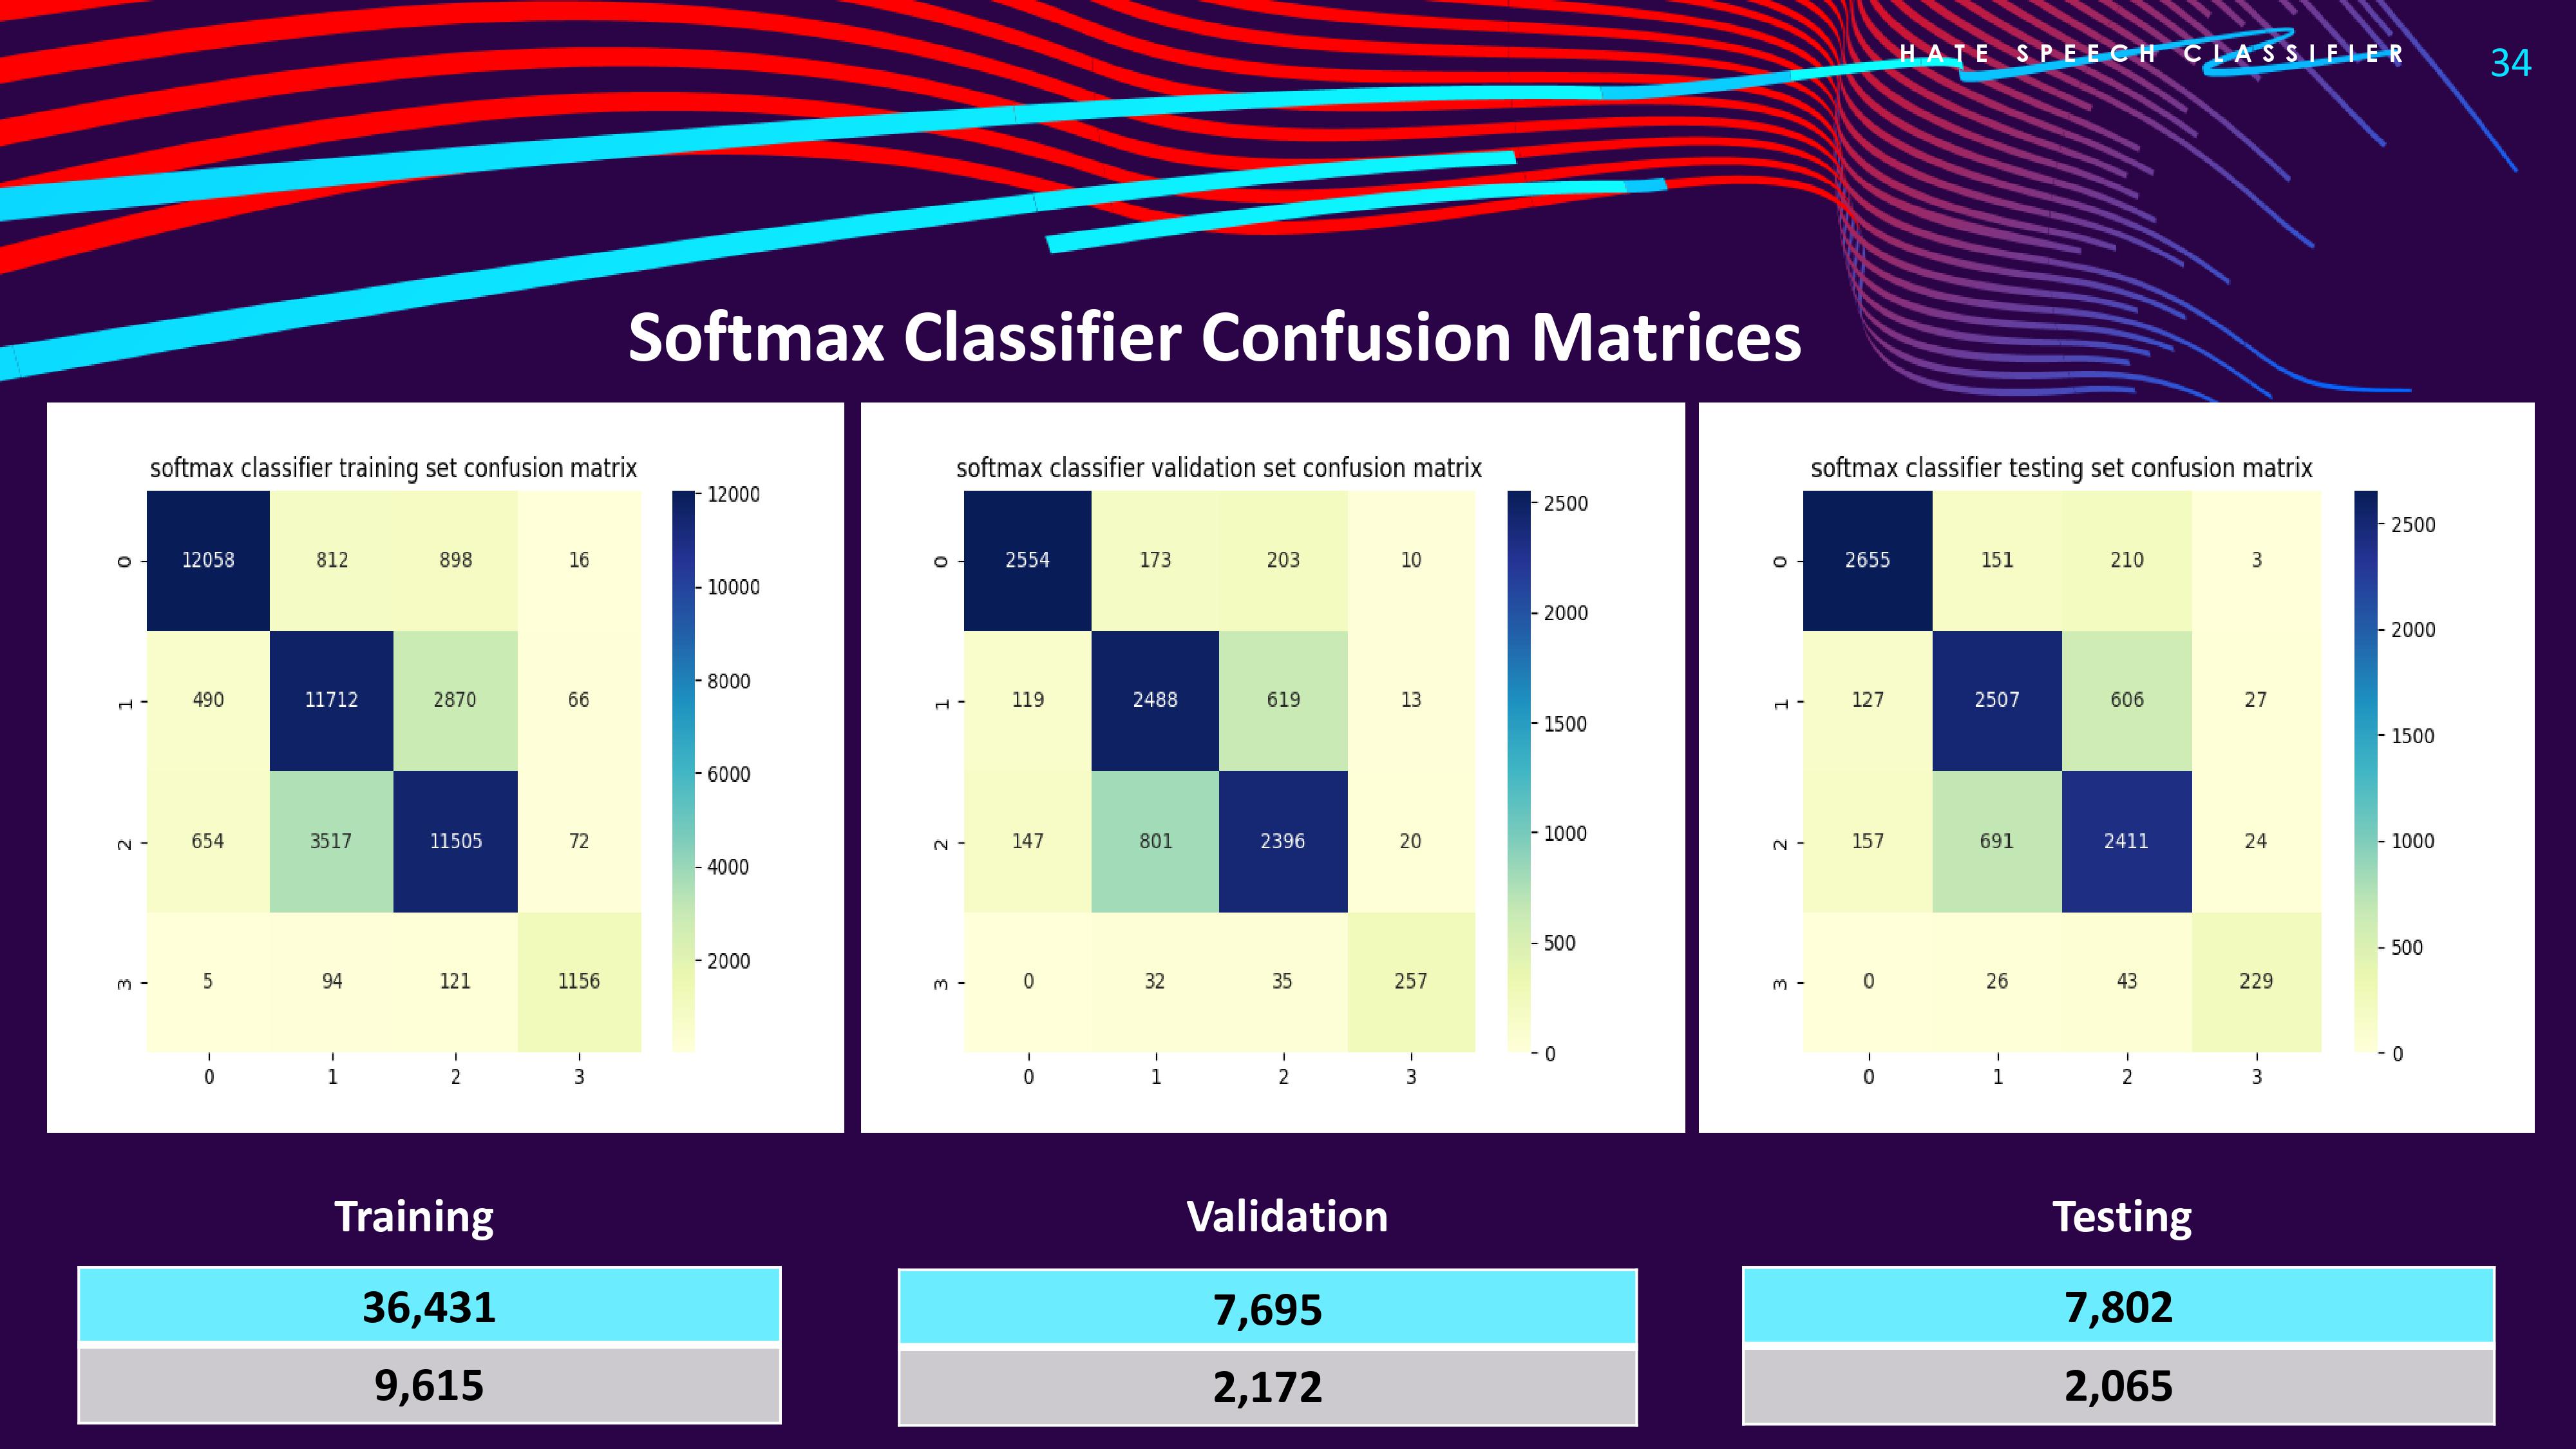 HATE SPEECH CLASSIFIER 34
Softmax Classifier Confusion Matrices
softmax classifier training set confusion matrix
0 12058 812 898 16
1 490 11712 2870 66
2 654 3517 11505 72
3 5 94 121 1156
0 1 2 3
12000
10000
8000
6000
4000
2000
softmax classifier validation set confusion matrix
0 2554 173 203 10
1 119 2488 619 13
2 147 801 2396 20
3 0 32 35 257
0 1 2 3
2500
2000
1500
1000
500
0
softmax classifier testing set confusion matrix
0 2655 151 210 3
1 127 2507 606 27
2 157 691 2411 24
3 0 26 43 229
0 1 2 3
2500
2000
1500
1000
500
0
Training
36,431
9,615
Validation
7,695
2,172
Testing
7,802
2,065